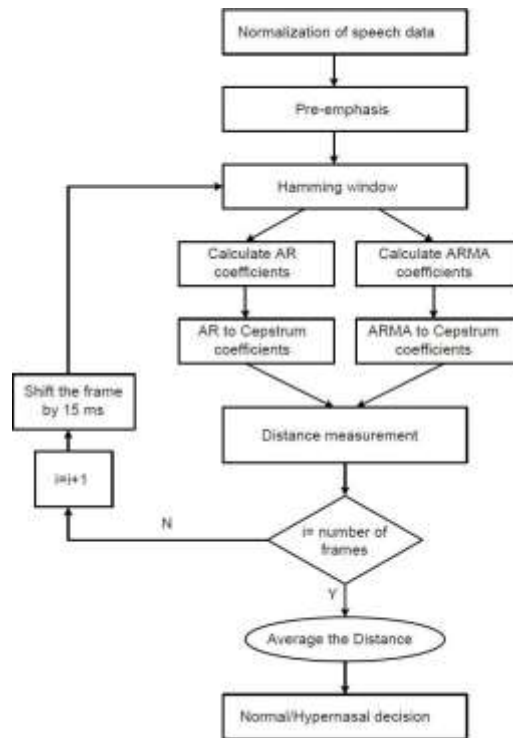 Normalization of speech data
Pre-emphasis
Hamming window
Calculate AR
coefficients
Calculate ARMA
coefficients
AR to Cepstrum
coefficients
ARMA to Cepstrum
coefficients
Shift the frame
by 15 ms
Distance measurement
i=i+1
N
i= number of
frames
Y
Average the Distance
Normal/Hypernasal decision